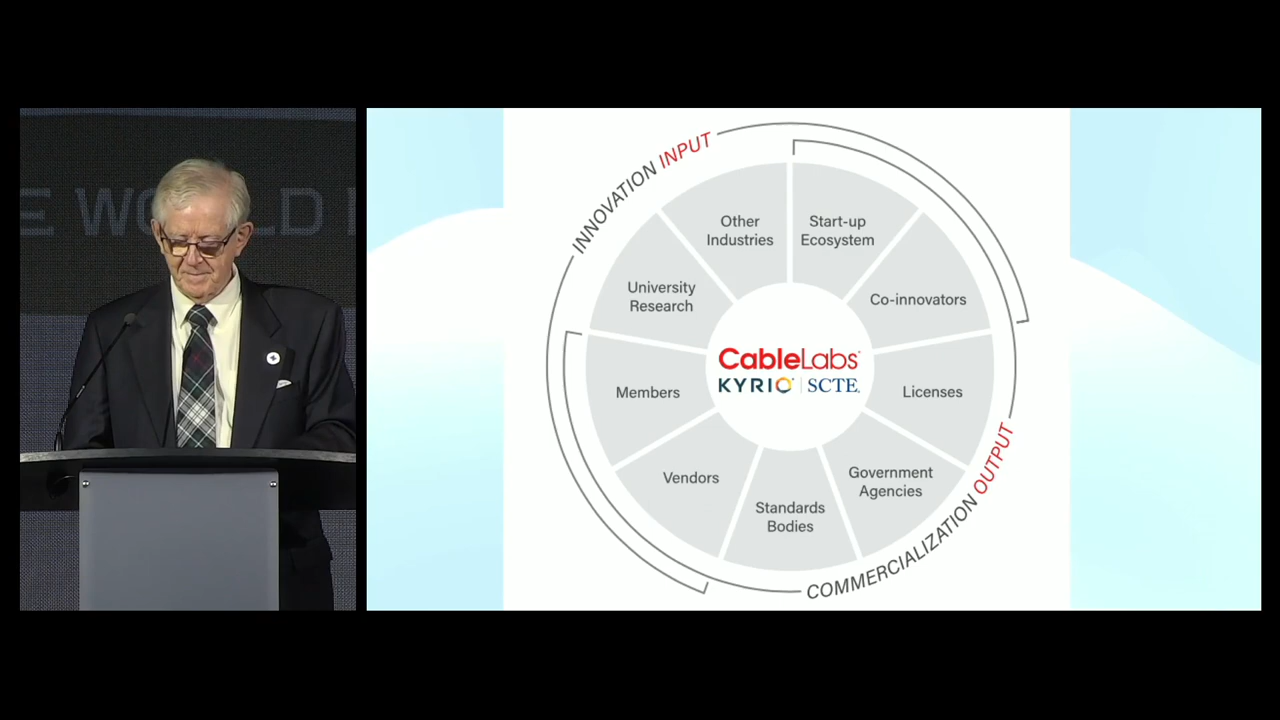 E WORLD
INNOVATION INPUT
Other
Industries
Start-up
Ecosystem
University
Research
Co-innovators
CableLabs
KYRIO | SCTE
Members
Licenses
Vendors
Government
Agencies
Standards
Bodies
COMMERCIALIZATION OUTPUT